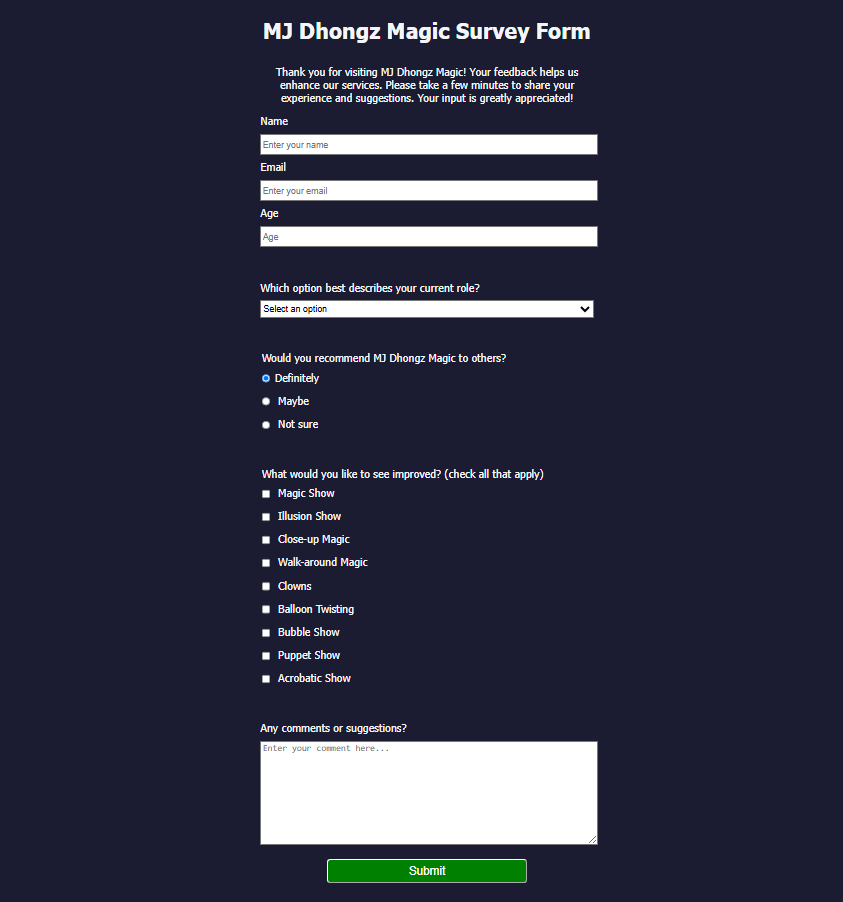 MJ Dhongz Magic Survey Form
Thank you for visiting MJ Dhongz Magic! Your feedback helps us
enhance our services. Please take a few minutes to share your
experience and suggestions. Your input is greatly appreciated!
Name
Enter your name
Email
Enter your email
Age
Age
Which option best describes your current role?
Select an option
Would you recommend MJ Dhongz Magic to others?
Definitely
Maybe
Not sure
What would you like to see improved? (check all that apply)
Magic Show
Illusion Show
Close-up Magic
Walk-around Magic
Clowns
Balloon Twisting
Bubble Show
Puppet Show
Acrobatic Show
Any comments or suggestions?
Enter your comment here...
Submit